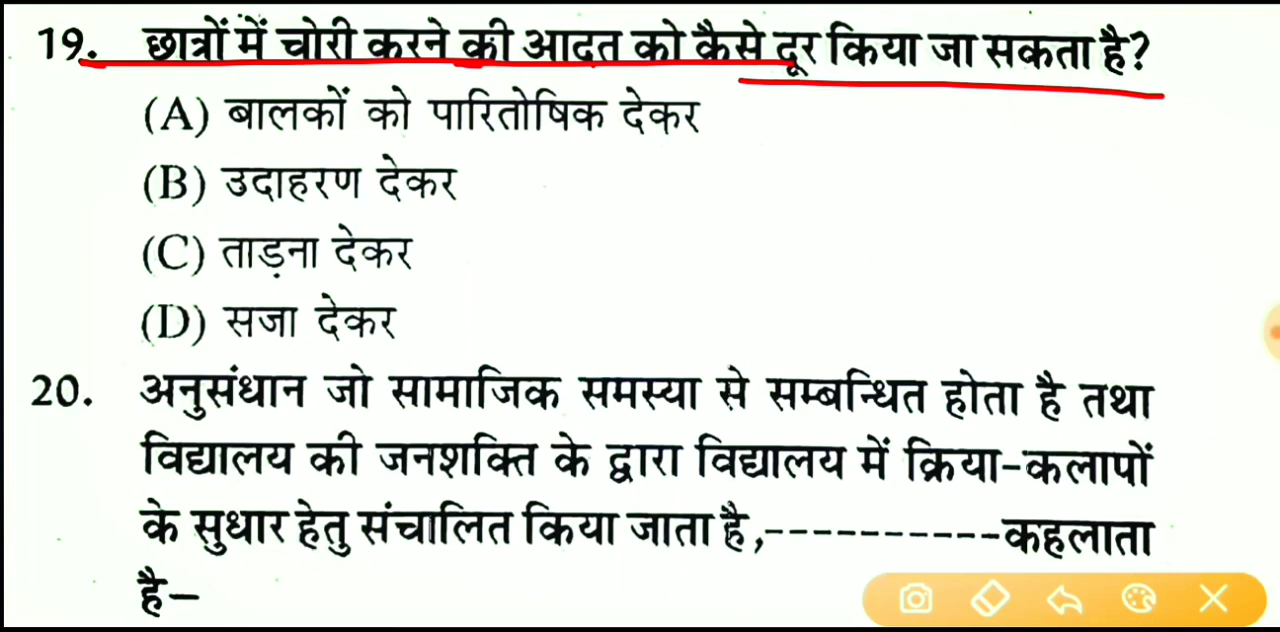 19. छात्रों में चोरी करने की आदत को कैसे दूर किया जा सकता है?
(A) बालकों को पारितोषिक देकर
(B) उदाहरण देकर
(C) ताड़ना देकर
(D) सजा देकर
20. अनुसंधान जो सामाजिक समस्या से सम्बन्धित होता है तथा
विद्यालय की जनशक्ति के द्वारा विद्यालय में क्रिया-कलापों
के सुधार हेतु संचालित किया जाता है,-----------कहलाता
है–